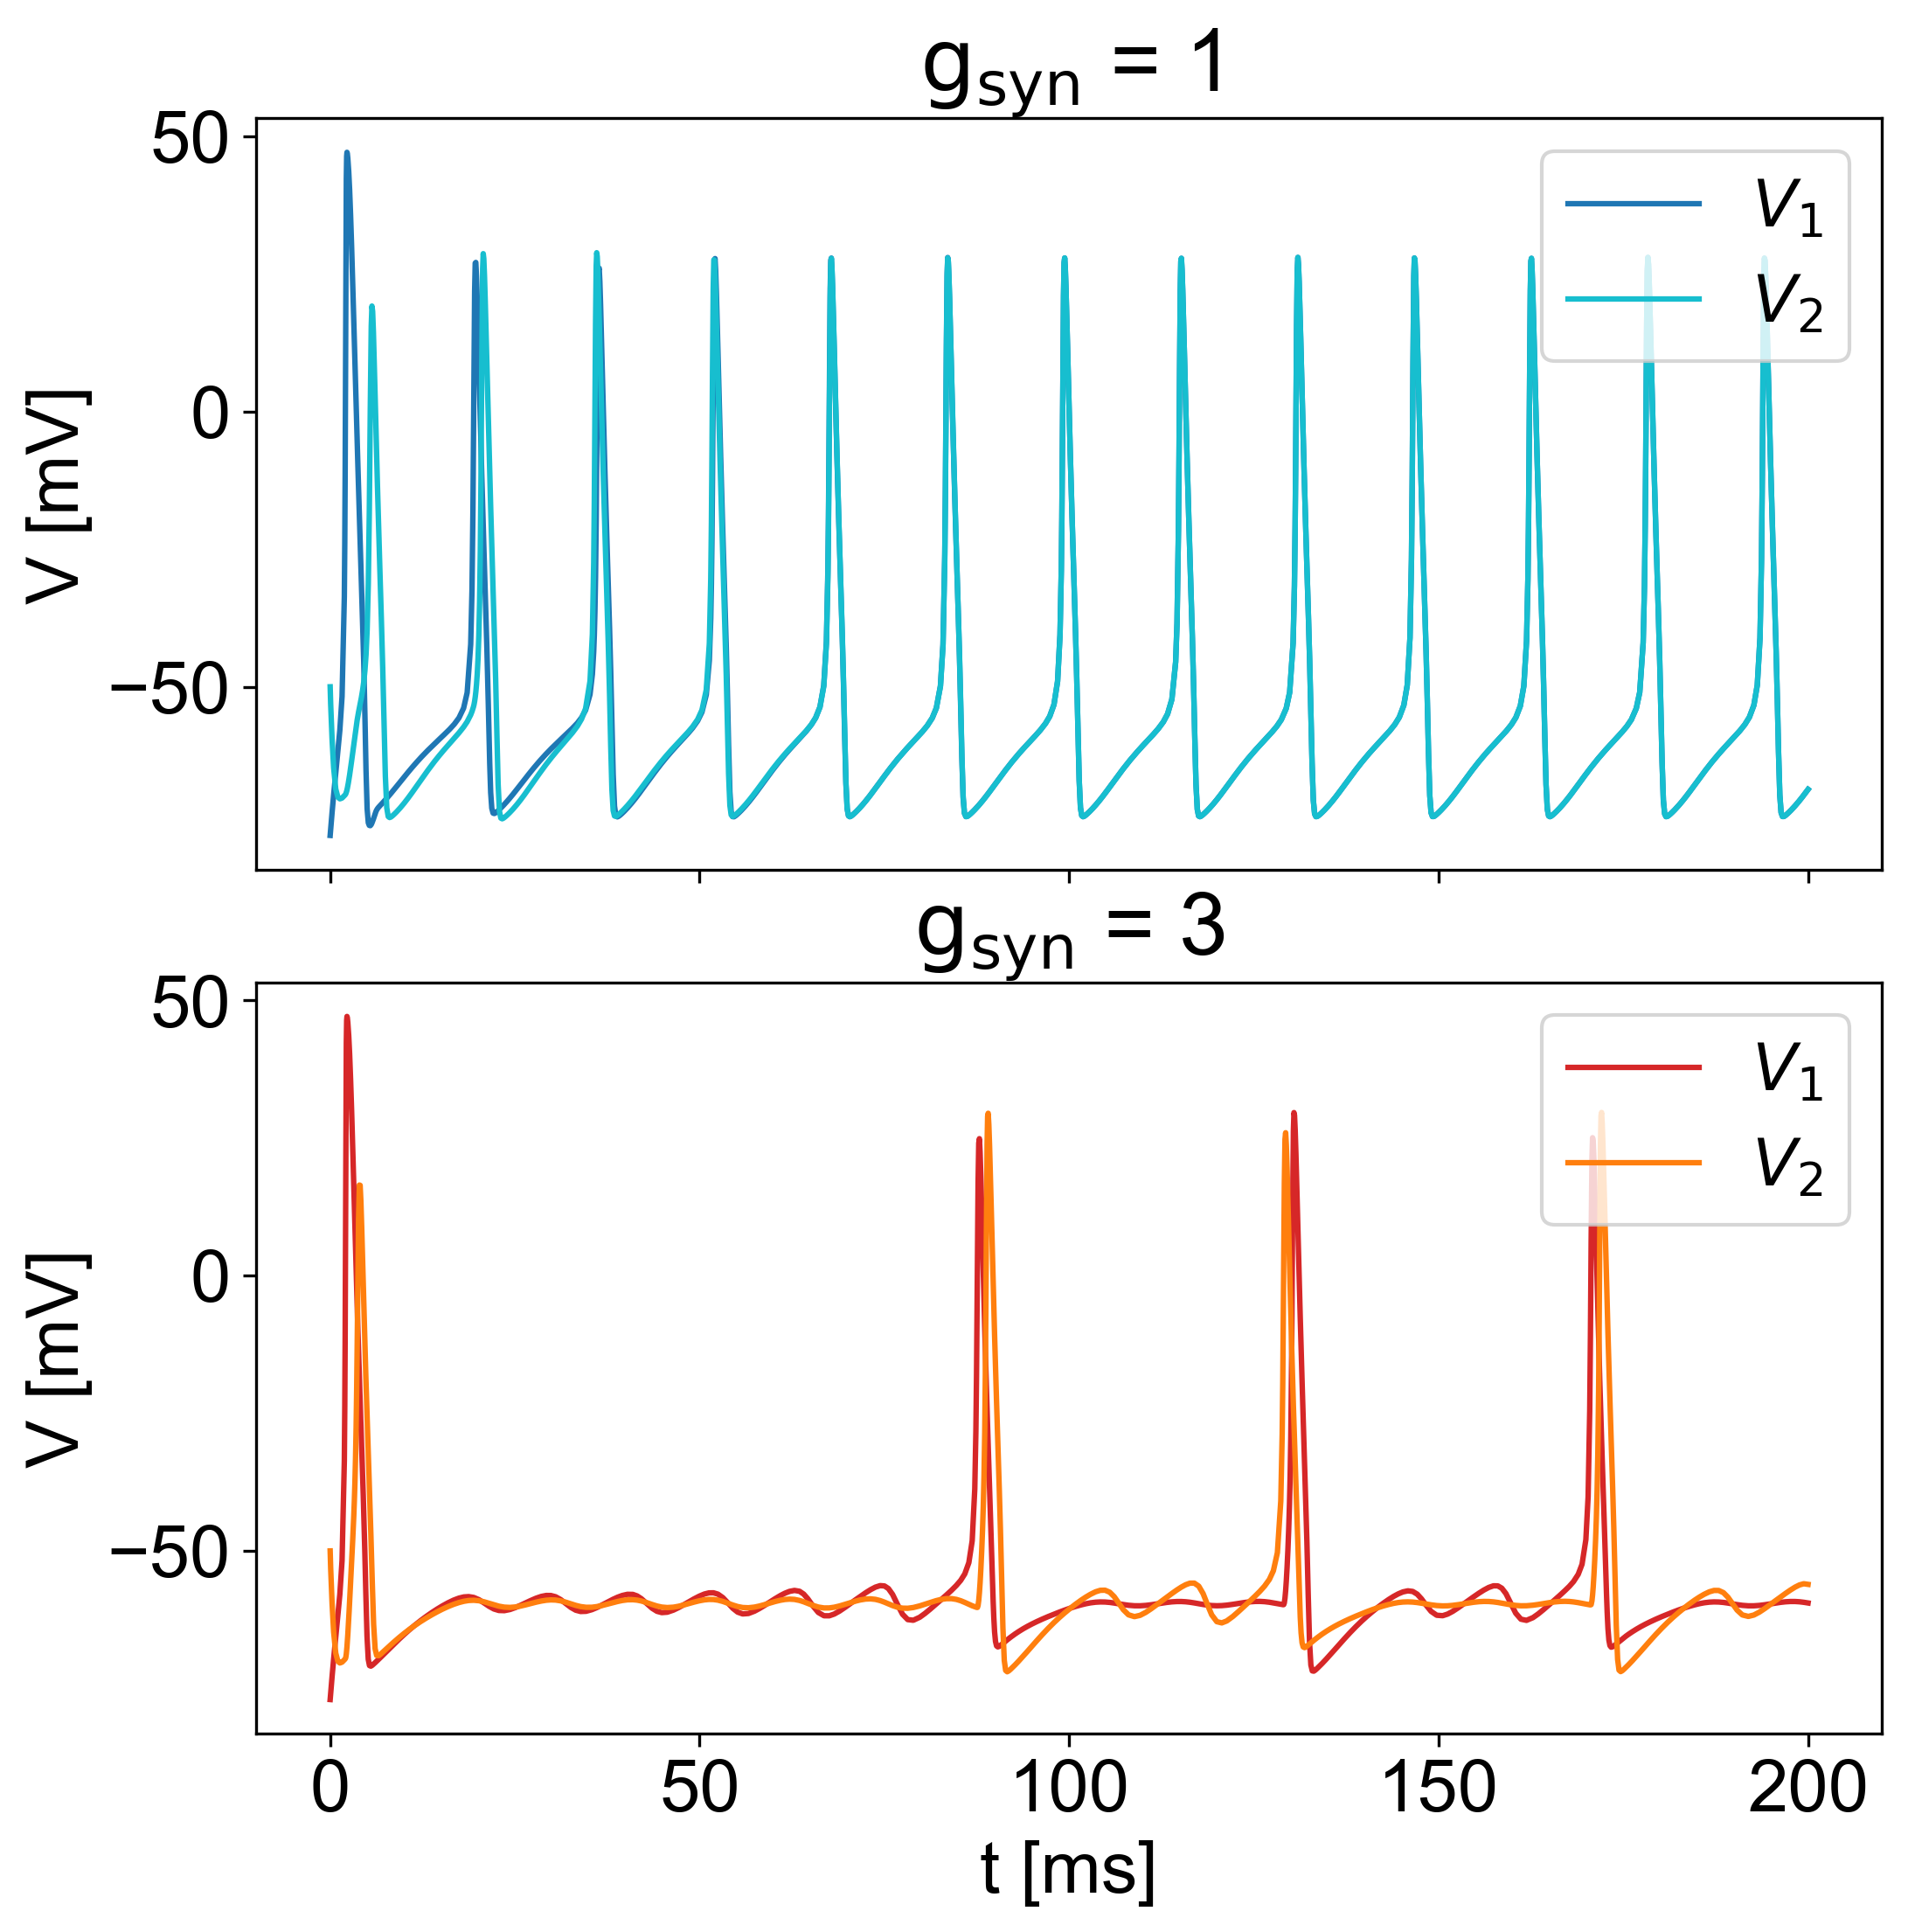 g_syn = 1
50
0
−50
V [mV]
V_1
V_2
g_syn = 3
50
0
−50
V [mV]
V_1
V_2
0 50 100 150 200
t [ms]